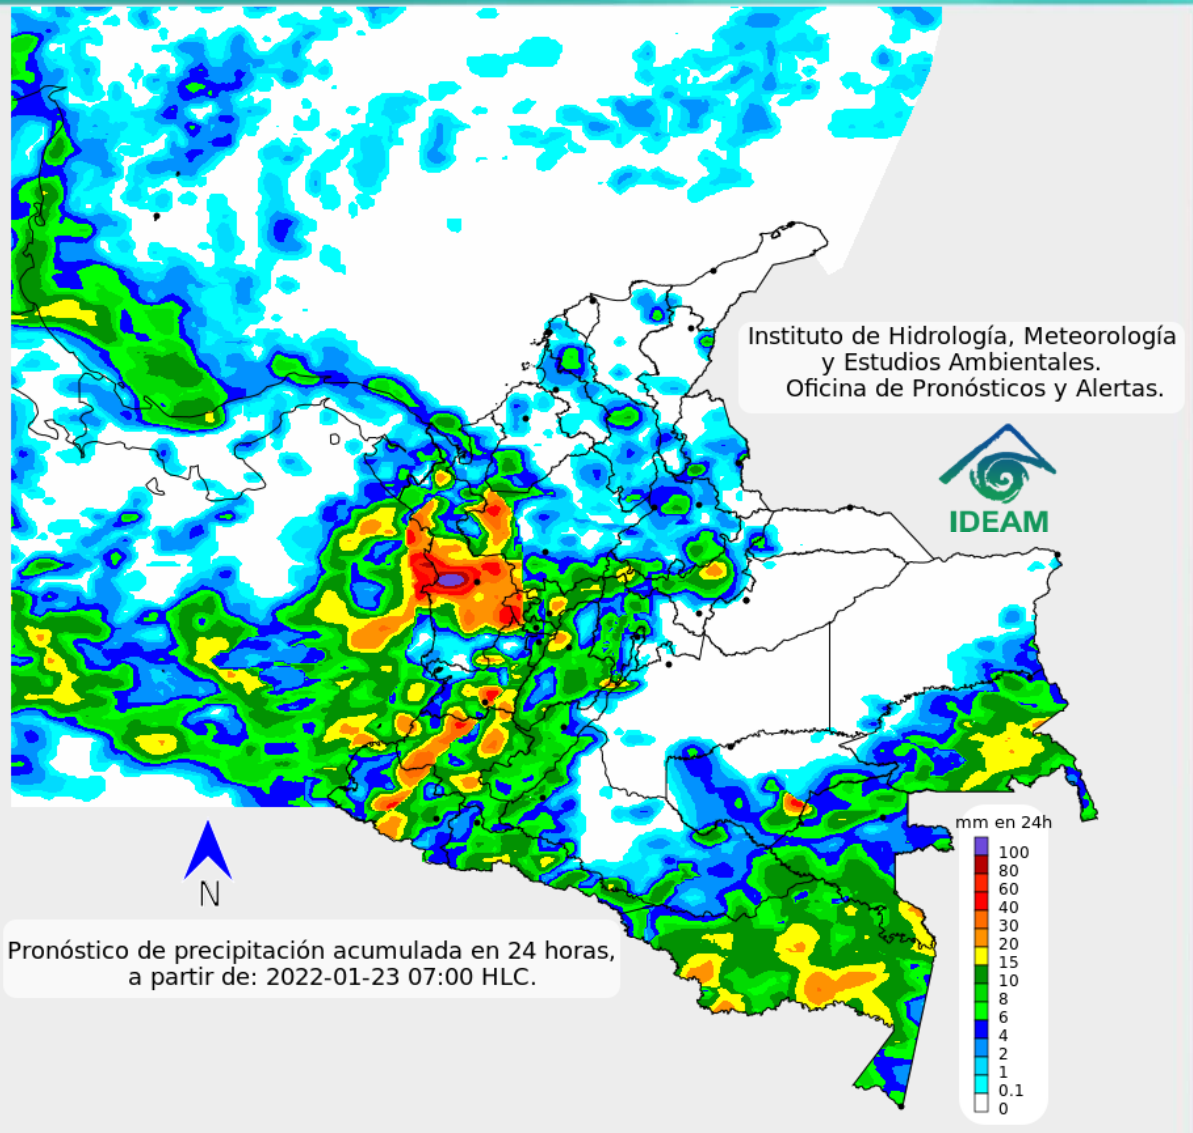 Instituto de Hidrología, Meteorología
y Estudios Ambientales.
Oficina de Pronósticos y Alertas.
IDEAM
mm en 24h
100
80
60
40
30
20
15
10
8
6
4
2
1
0.1
0
N
Pronóstico de precipitación acumulada en 24 horas,
a partir de: 2022-01-23 07:00 HLC.